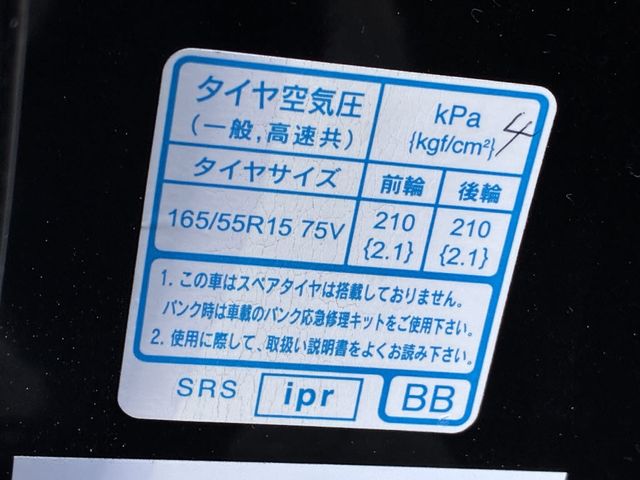 タイヤ空気圧
(一般,高速共)
kPa
{kgf/cm²}
4
タイヤサイズ 前輪 後輪
165/55R15 75V 210 210
{2.1} {2.1}
1. この車はスペアタイヤは搭載しておりません。
パンク時は車載のパンク応急修理キットをご使用下さい。
2. 使用に際して、取扱い説明書をよくお読み下さい。
SRS ipr BB